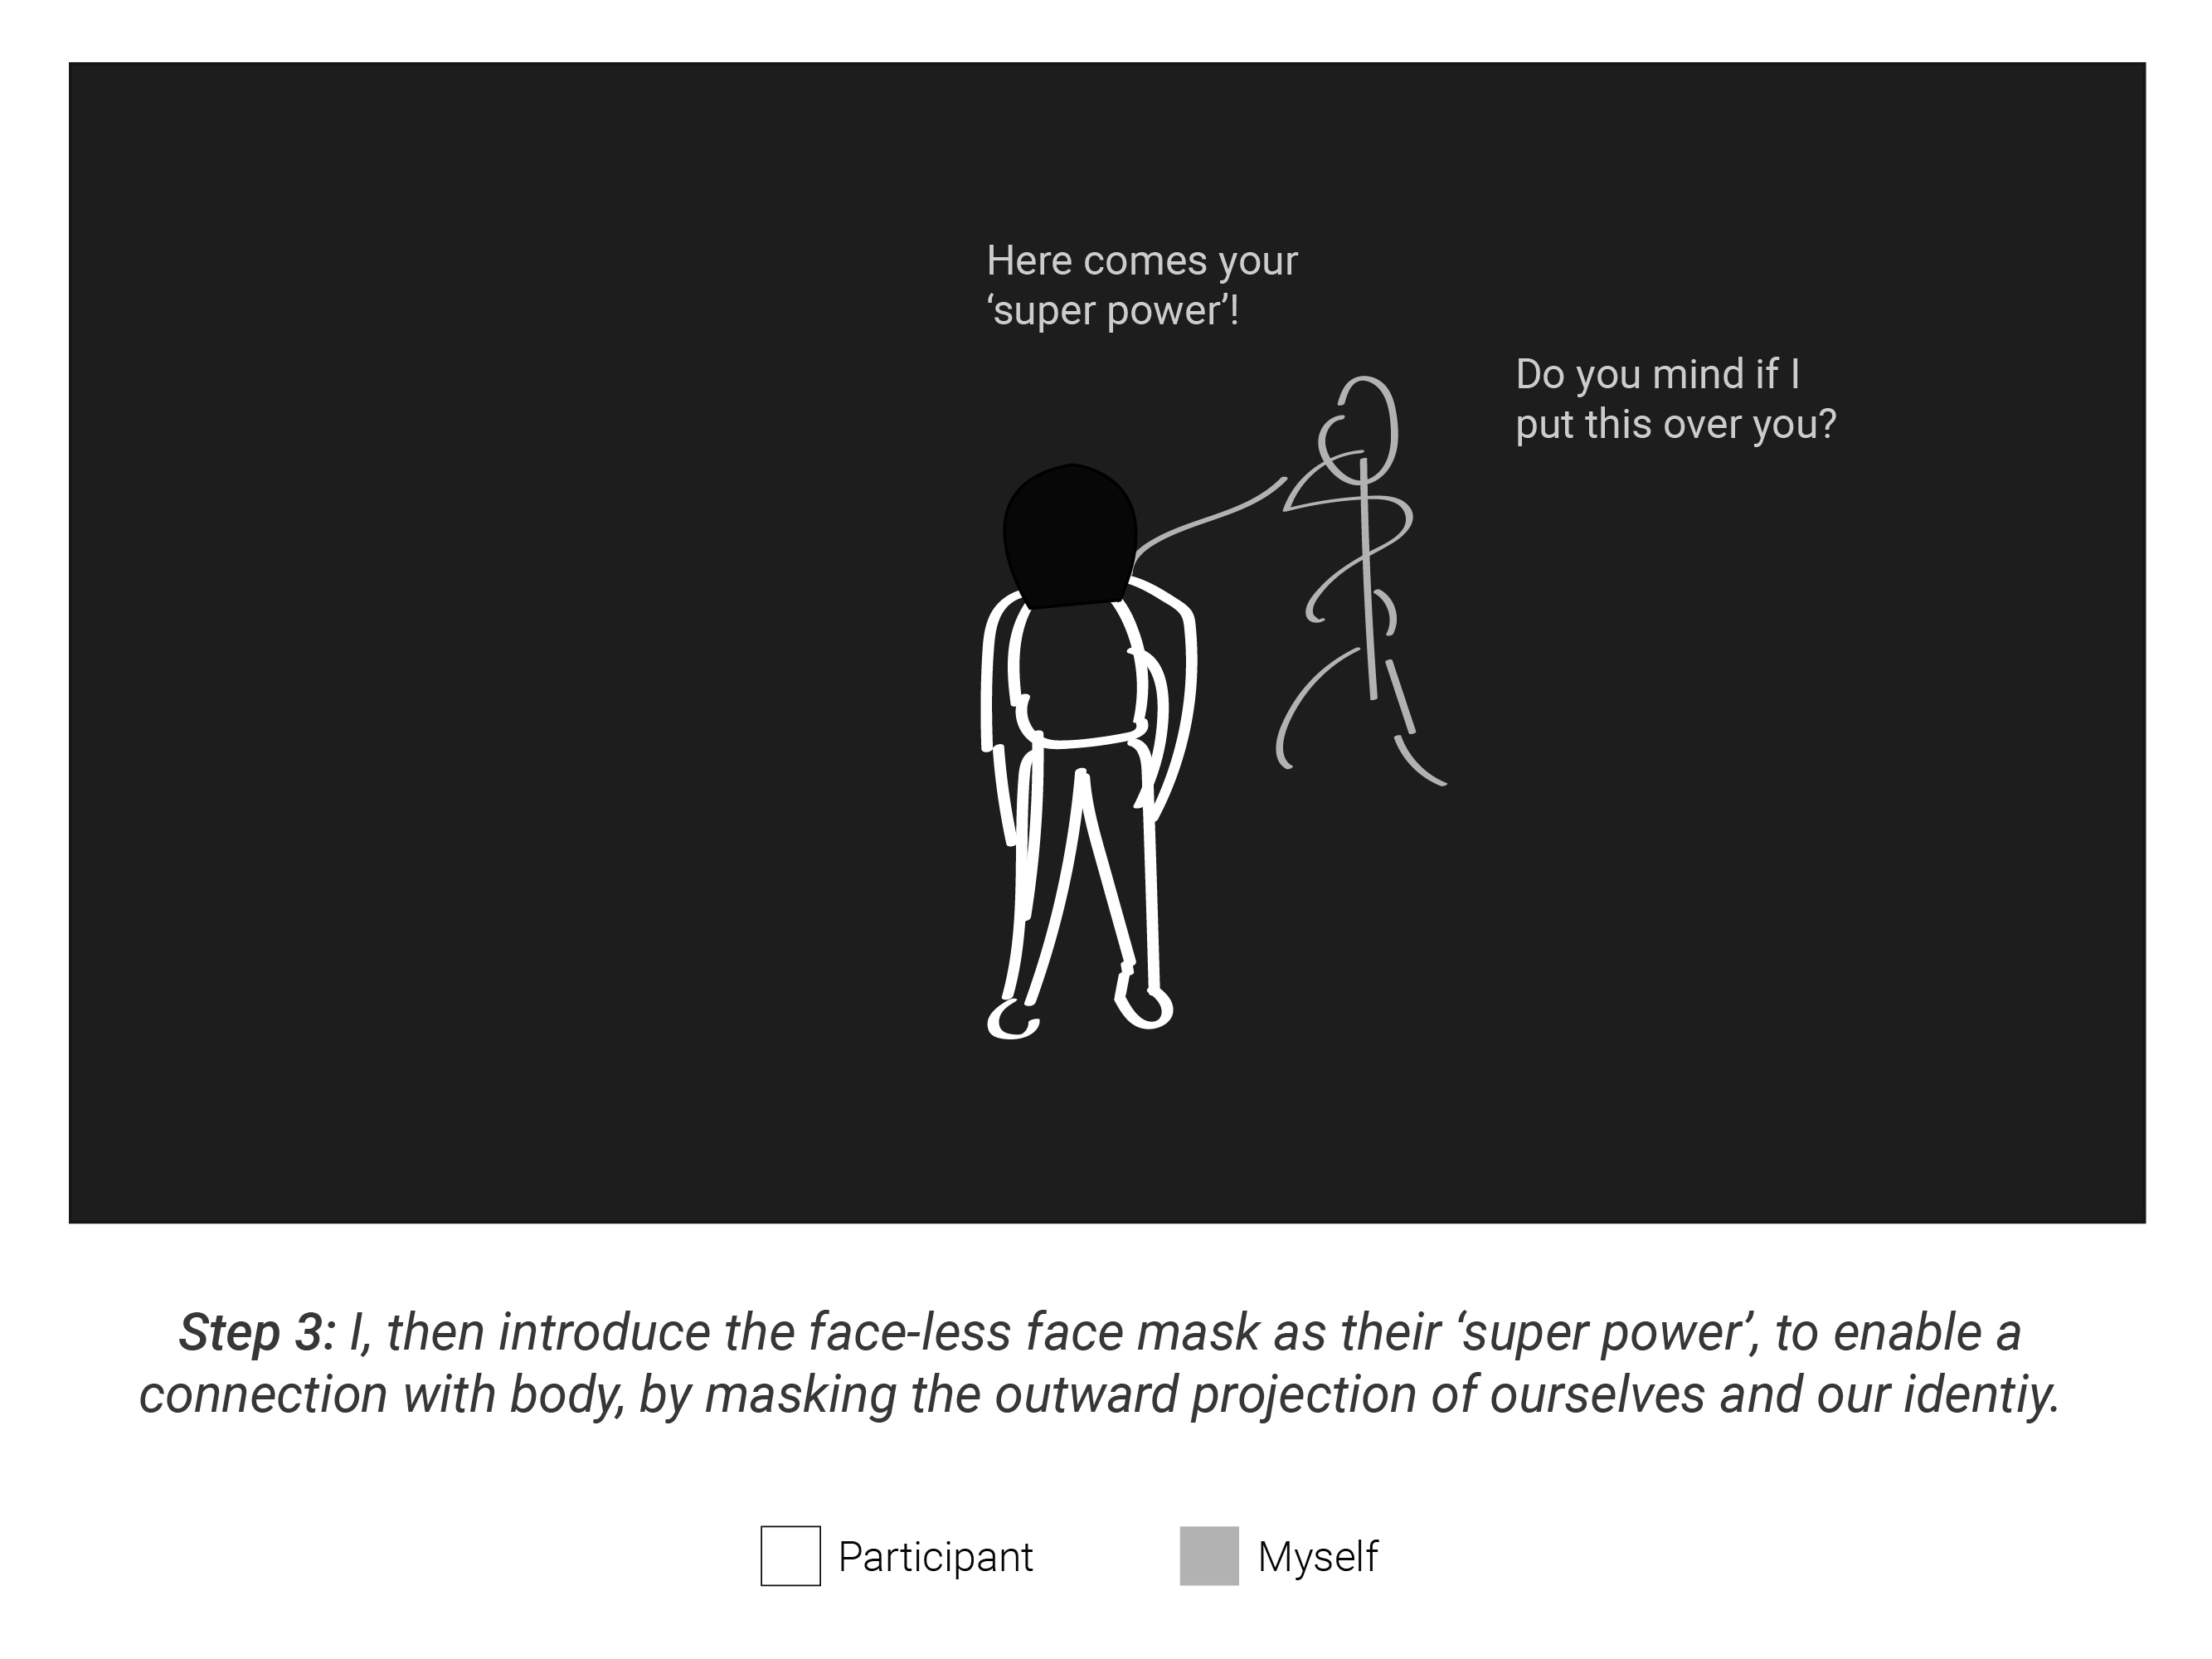 Here comes your
‘super power’!
Do you mind if I
put this over you?
Step 3: I, then introduce the face-less face mask as their ‘super power’, to enable a
connection with body, by masking the outward projection of ourselves and our identiy.
Participant
Myself